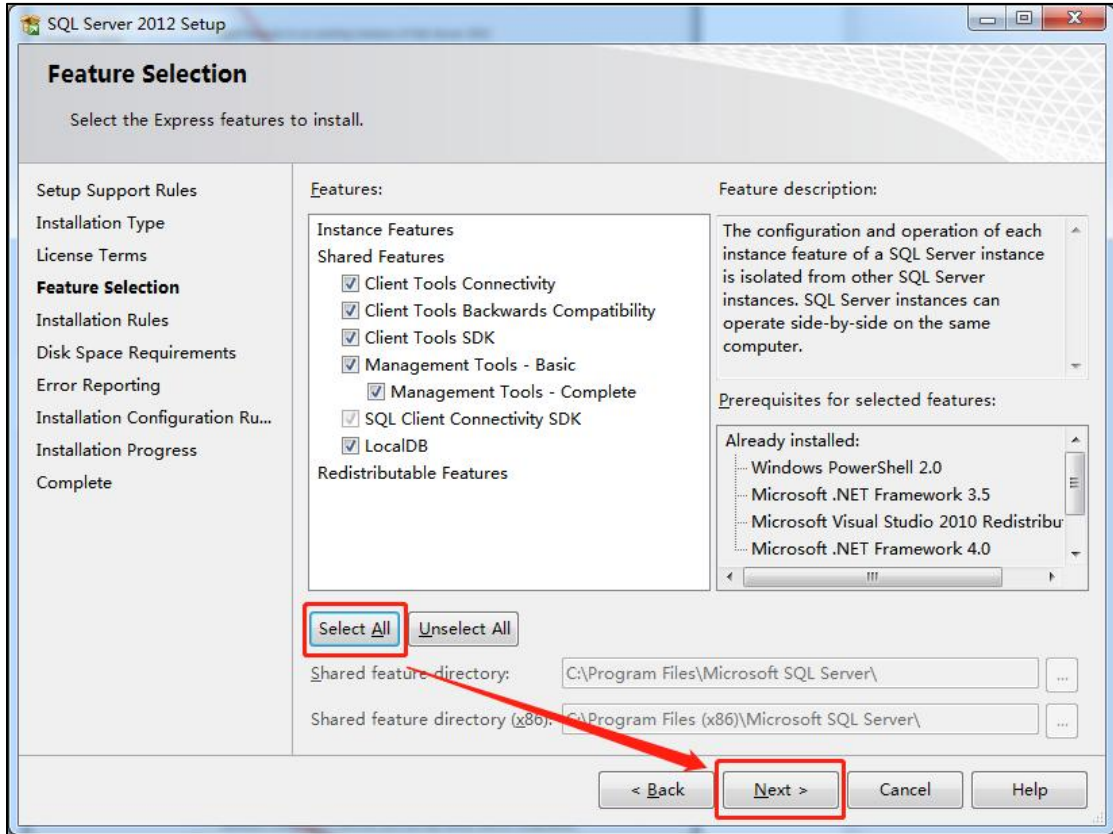 SQL Server 2012 Setup
Feature Selection
Select the Express features to install.
Setup Support Rules
Installation Type
License Terms
Feature Selection
Installation Rules
Disk Space Requirements
Error Reporting
Installation Configuration Ru...
Installation Progress
Complete
Features:
Instance Features
Shared Features
Client Tools Connectivity
Client Tools Backwards Compatibility
Client Tools SDK
Management Tools - Basic
Management Tools - Complete
SQL Client Connectivity SDK
LocalDB
Redistributable Features
Feature description:
The configuration and operation of each
instance feature of a SQL Server instance
is isolated from other SQL Server
instances. SQL Server instances can
operate side-by-side on the same
computer.
Prerequisites for selected features:
Already installed:
Windows PowerShell 2.0
Microsoft .NET Framework 3.5
Microsoft Visual Studio 2010 Redistribu
Microsoft .NET Framework 4.0
Select All
Unselect All
Shared feature directory:
C:\Program Files\Microsoft SQL Server\
...
Shared feature directory (x86):
C:\Program Files (x86)\Microsoft SQL Server\
...
< Back
Next >
Cancel
Help